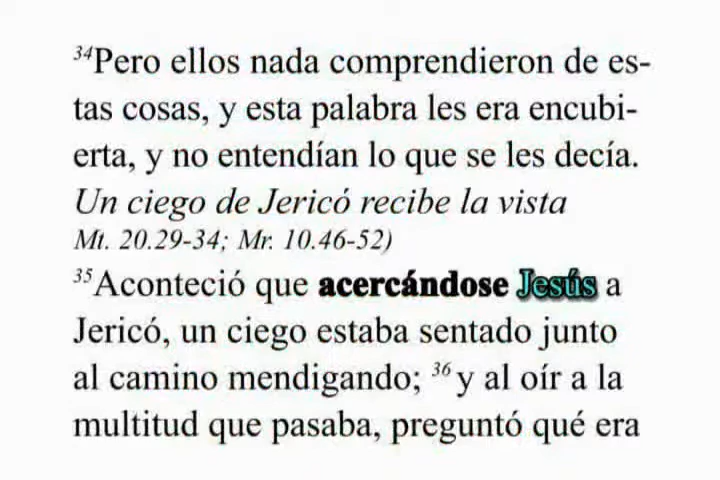 ³⁴Pero ellos nada comprendieron de es-
tas cosas, y esta palabra les era encubi-
erta, y no entendían lo que se les decía.
Un ciego de Jericó recibe la vista
Mt. 20.29-34; Mr. 10.46-52)
³⁵Aconteció que acercándose Jesús a
Jericó, un ciego estaba sentado junto
al camino mendigando; ³⁶y al oír a la
multitud que pasaba, preguntó qué era